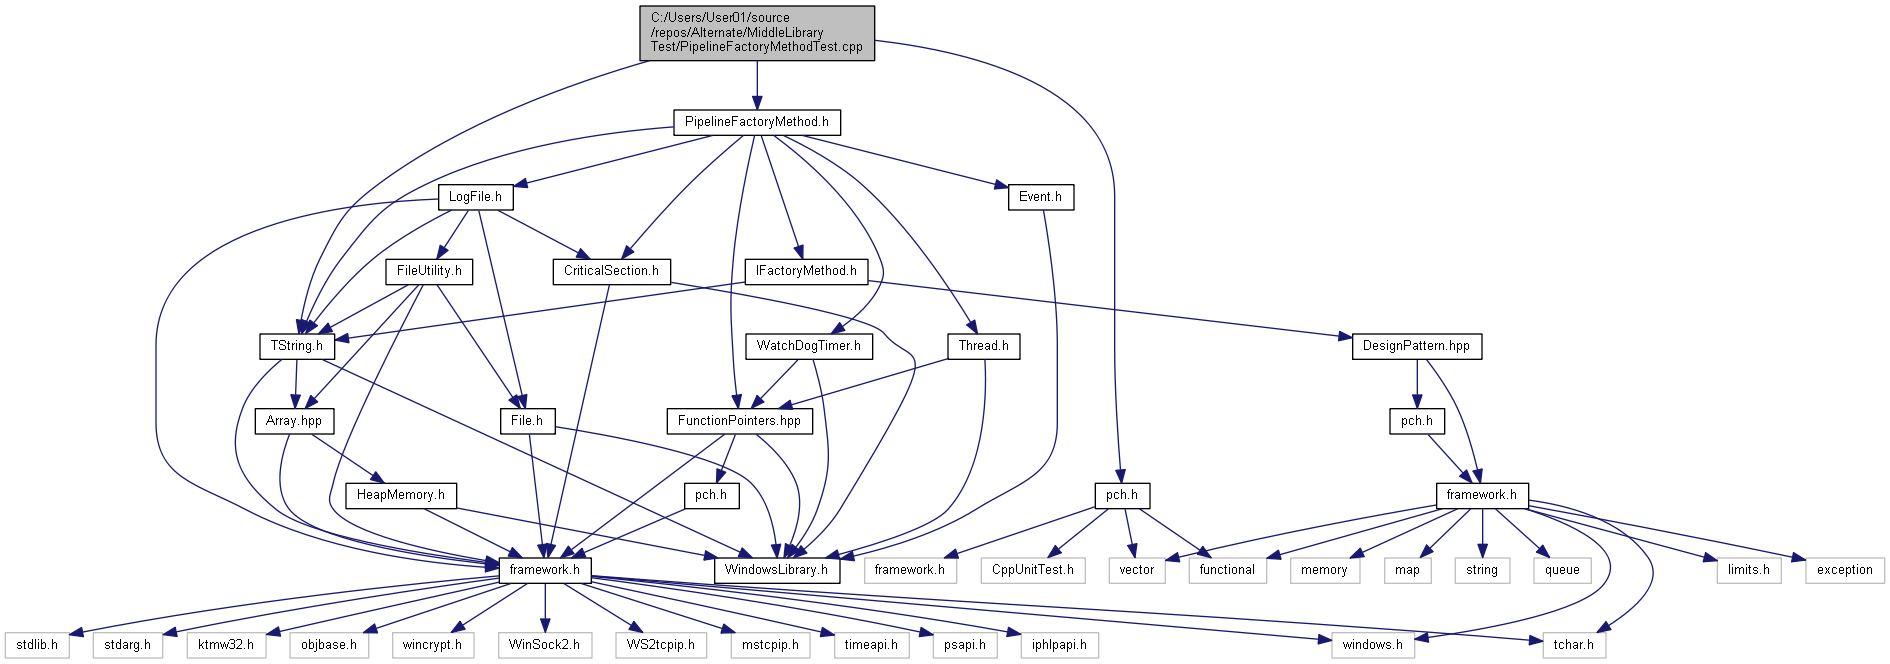 C:/Users/User01/source
/repos/Alternate/MiddleLibrary
Test/PipelineFactoryMethodTest.cpp
PipelineFactoryMethod.h
LogFile.h
Event.h
FileUtility.h
CriticalSection.h
IFactoryMethod.h
TString.h
WatchDogTimer.h
Thread.h
DesignPattern.hpp
Array.hpp
File.h
FunctionPointers.hpp
pch.h
HeapMemory.h
pch.h
pch.h
framework.h
framework.h
WindowsLibrary.h
framework.h
CppUnitTest.h
vector
functional
memory
map
string
queue
limits.h
exception
stdlib.h
stdarg.h
ktmw32.h
objbase.h
wincrypt.h
WinSock2.h
WS2tcpip.h
mstcpip.h
timeapi.h
psapi.h
iphlpapi.h
windows.h
tchar.h